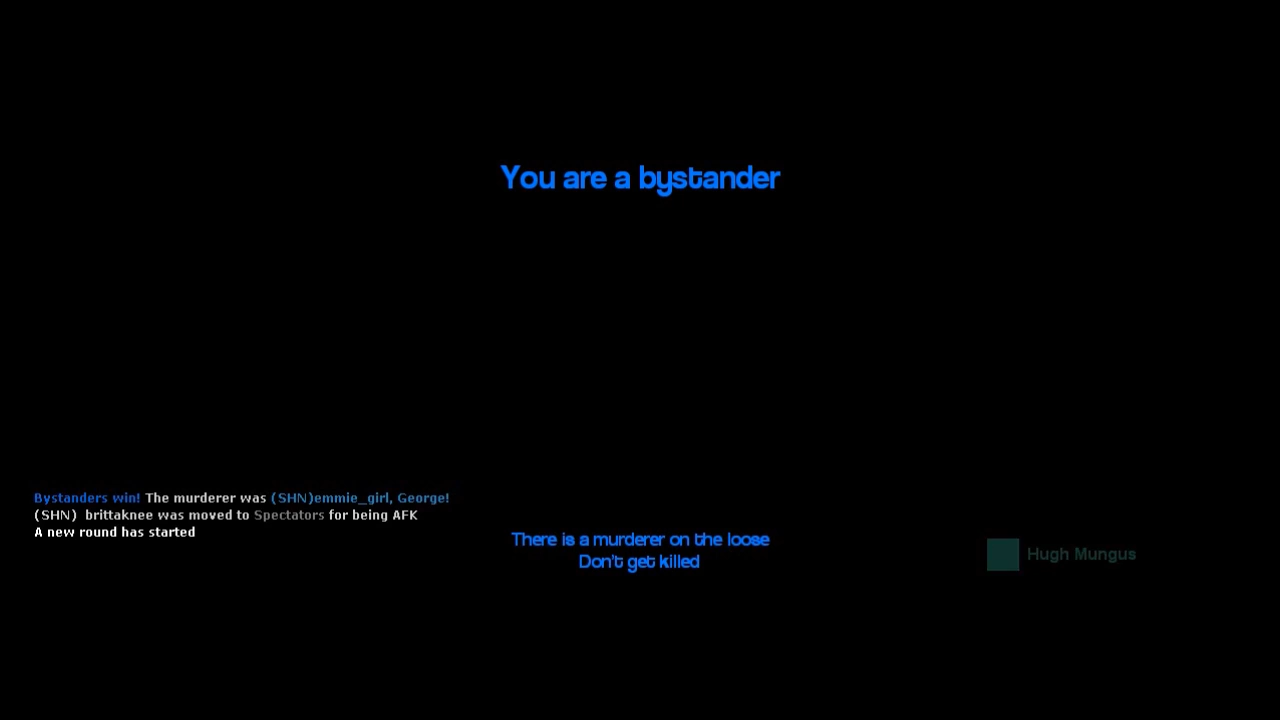 You are a bystander
Bystanders win! The murderer was (SHN)emmie_girl, George!
(SHN) brittaknee was moved to Spectators for being AFK
A new round has started
There is a murderer on the loose
Don't get killed
Hugh Mungus